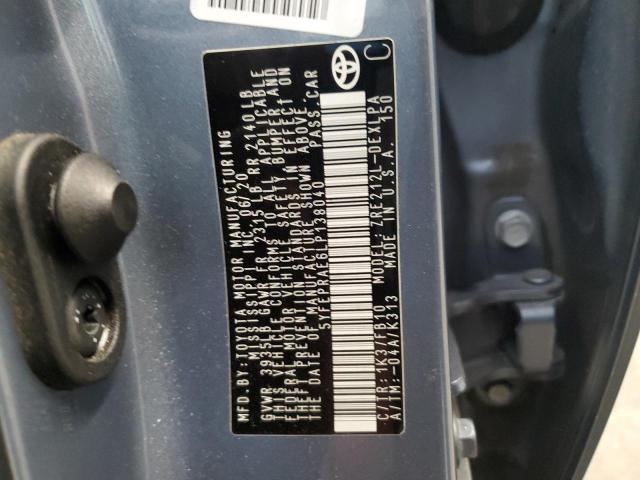 MFD.BY:TOYOTA MOTOR MANUFACTURING
MISSISSIPPI INC 06/20
GVWR 3935LB GAWR FR 2315 LB RR 2140LB
THIS VEHICLE CONFORMS TO ALL APPLICABLE
FEDERAL MOTOR VEHICLE SAFETY, BUMPER, AND
THEFT PREVENTION STANDARDS IN EFFECT ON
THE DATE OF MANUFACTURE SHOWN ABOVE.
5YFEPRAE6LP138040 PASS.CAR
C/TR:1K3/FB10 MODEL:ZRE212L-DEXLPA
A/TM:-04A/K313 MADE IN U.S.A. 150
C